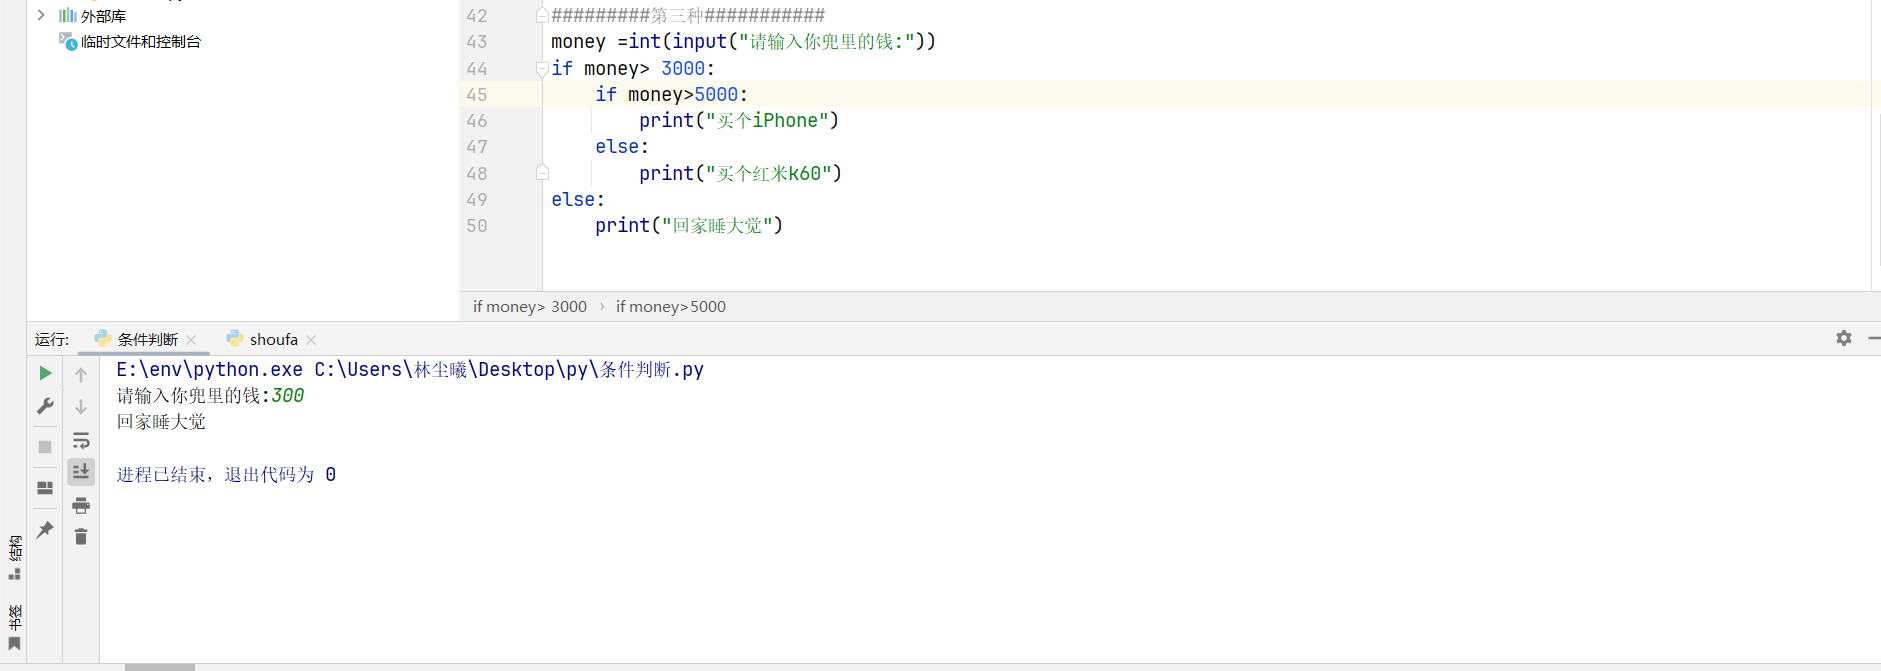 外部库
临时文件和控制台
42 #########第三种###########
43 money =int(input("请输入你兜里的钱:"))
44 if money> 3000:
45 if money>5000:
46 print("买个iPhone")
47 else:
48 print("买个红米k60")
49 else:
50 print("回家睡大觉")
if money> 3000 › if money>5000
运行: 条件判断 shoufa
E:\env\python.exe C:\Users\林尘曦\Desktop\py\条件判断.py
请输入你兜里的钱:300
回家睡大觉
进程已结束，退出代码为 0
结构
书签